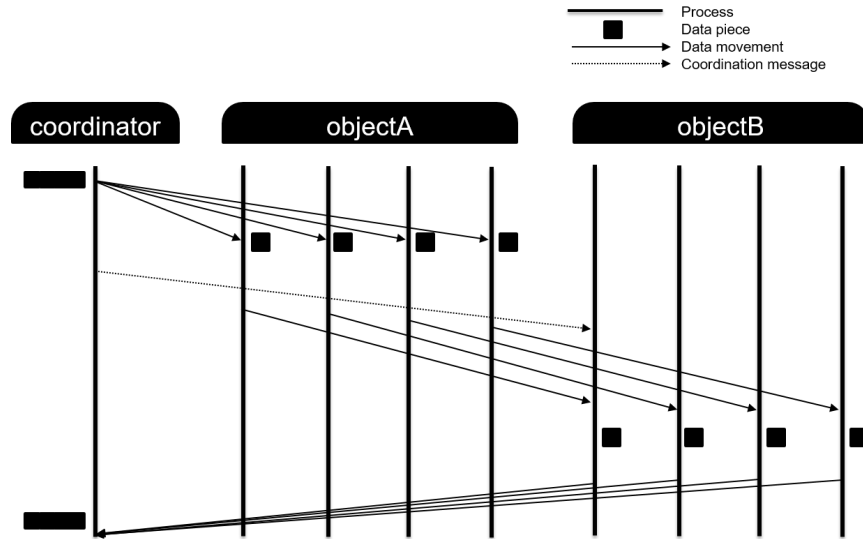 Process
Data piece
Data movement
Coordination message
coordinator
objectA
objectB